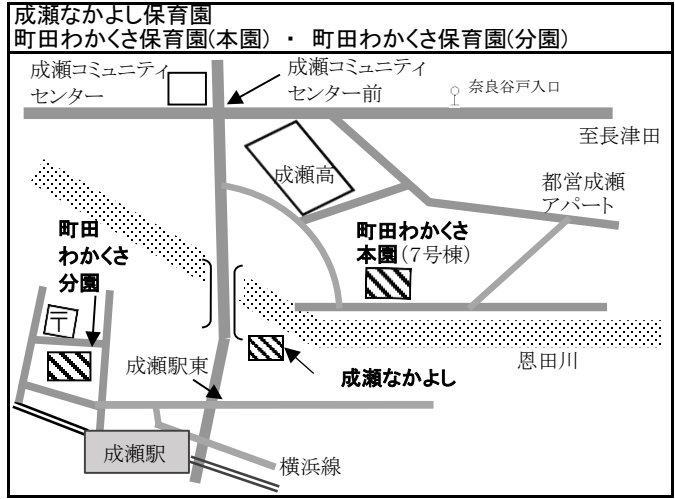 成瀬なかよし保育園
町田わかくさ保育園(本園) ・ 町田わかくさ保育園(分園)
成瀬コミュニティ
センター
成瀬コミュニティ
センター前
奈良谷戸入口
至長津田
成瀬高
都営成瀬
アパート
町田
わかくさ
分園
町田わかくさ
本園(7号棟)
〒
恩田川
成瀬駅東
成瀬なかよし
成瀬駅
横浜線